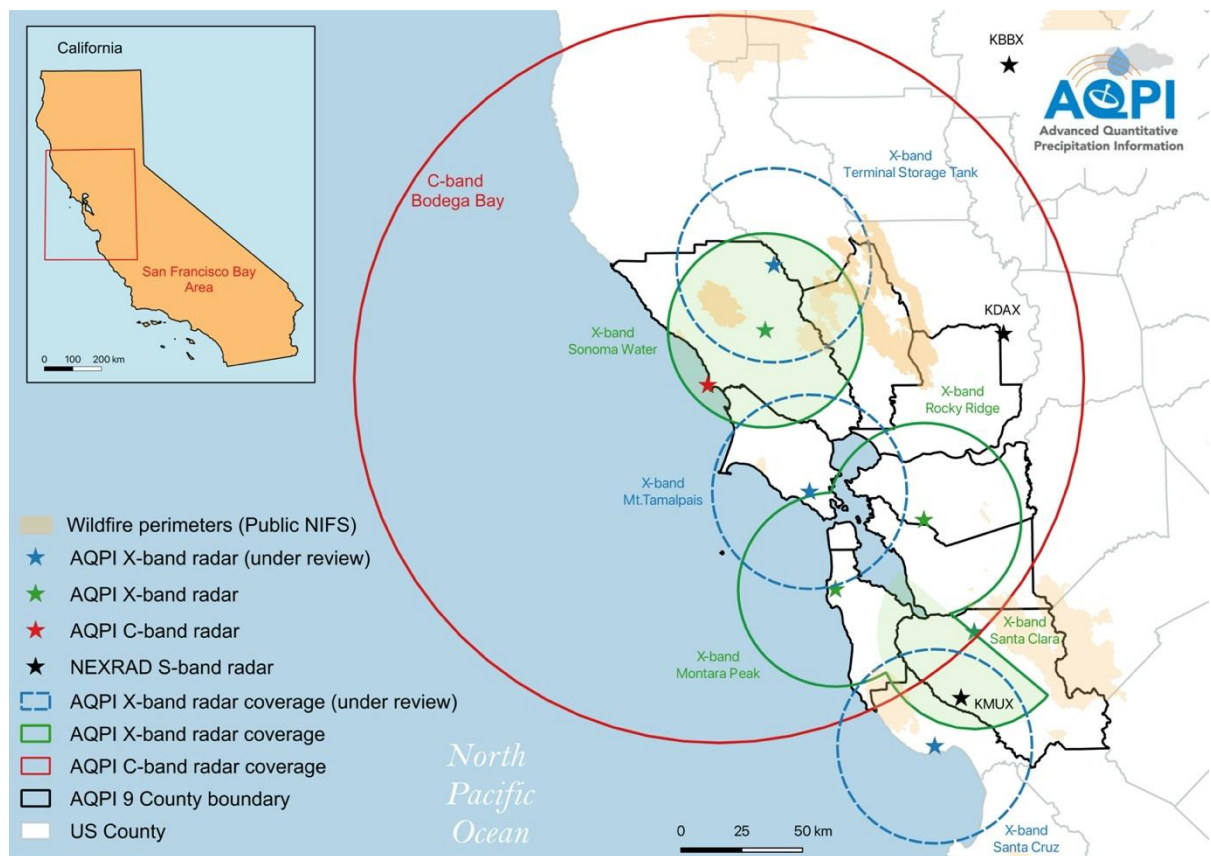 California
San Francisco Bay
Area
0 100 200 km
KBBX
AQPI
Advanced Quantitative
Precipitation Information
X-band
Terminal Storage Tank
C-band
Bodega Bay
KDAX
X-band
Sonoma Water
X-band
Rocky Ridge
X-band
Mt.Tamalpais
X-band
Santa Clara
X-band
Montara Peak
KMUX
Wildfire perimeters (Public NIFS)
AQPI X-band radar (under review)
AQPI X-band radar
AQPI C-band radar
NEXRAD S-band radar
AQPI X-band radar coverage (under review)
AQPI X-band radar coverage
AQPI C-band radar coverage
AQPI 9 County boundary
US County
North
Pacific
Ocean
0 25 50 km
X-band
Santa Cruz